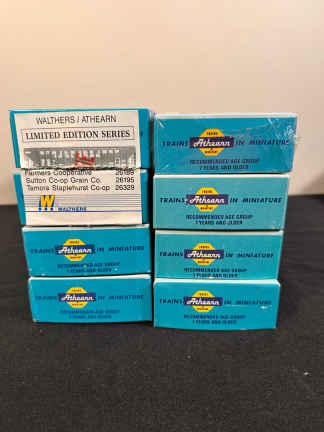 WALTHERS / ATHEARN
LIMITED EDITION SERIES
Farmers Cooperative 26189
Sutton Co-op Grain Co. 26195
Tamora Staplehurst Co-op 26329
W WALTHERS
TRAINS
TRAINS Athearn IN MINIATURE
RECOMMENDED AGE GROUP
7 YEARS AND OLDER
TRAINS
TRAINS Athearn IN MINIATURE
RECOMMENDED AGE GROUP
7 YEARS AND OLDER
TRAINS Athearn IN MINIATURE
RECOMMENDED AGE GROUP
7 YEARS AND OLDER
TRAINS Athearn IN MINIATURE
RECOMMENDED AGE GROUP
7 YEARS AND OLDER
TRAINS Athearn IN MINIATURE
RECOMMENDED AGE GROUP
7 YEARS AND OLDER
TRAINS Athearn IN MINIATURE
RECOMMENDED AGE GROUP
7 YEARS AND OLDER